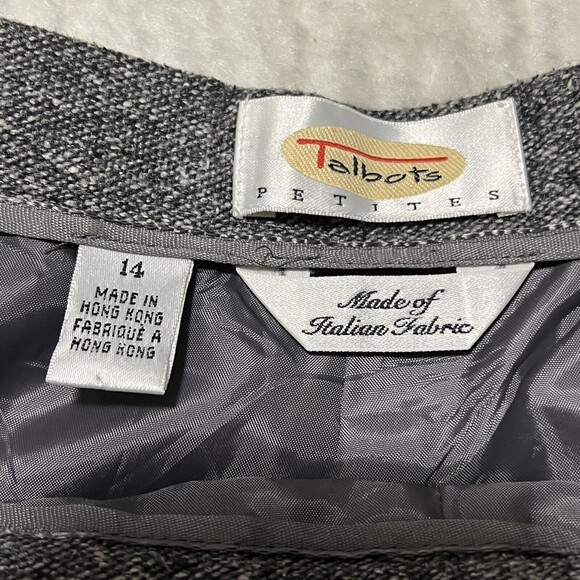 Talbots
PETITES
14
MADE IN
HONG KONG
FABRIQUÉ À
HONG KONG
Made of
Italian Fabric